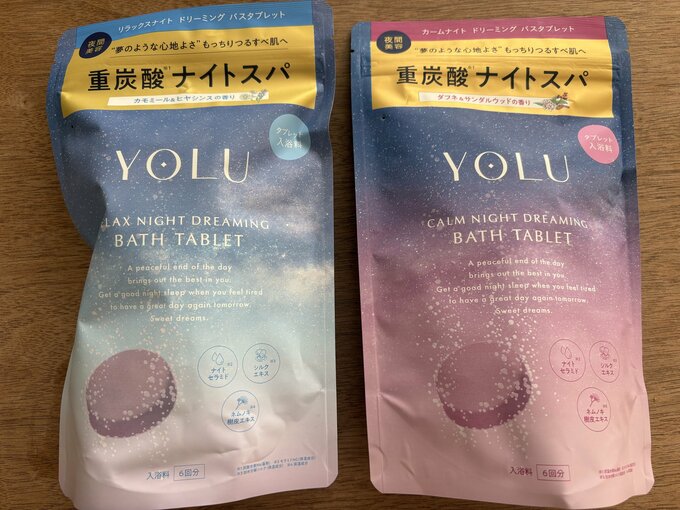 リラックスナイト ドリーミング バスタブレット
夜間
美容
"夢のような心地よさ"もっちりつるすべ肌へ
重炭酸※1ナイトスパ
カモミール&ヒヤシンスの香り
タブレット
入浴料
YOLU
LAX NIGHT DREAMING
BATH TABLET
A peaceful end of the day
brings out the best in you.
Get a good night sleep when you feel tired
to have a great day again tomorrow.
Sweet dreams.
ナイト
セラミド
シルク
エキス
ネムノキ
樹皮エキス
入浴料 6回分
カームナイト ドリーミング バスタブレット
夜間
美容
"夢のような心地よさ"もっちりつるすべ肌へ
重炭酸※1ナイトスパ
ダフネ&サンダルウッドの香り
タブレット
入浴料
YOLU
CALM NIGHT DREAMING
BATH TABLET
A peaceful end of the day
brings out the best in you.
Get a good night sleep when you feel tired
to have a great day again tomorrow.
Sweet dreams.
ナイト
セラミド
シルク
エキス
ネムノキ
樹皮エキス
入浴料 6回分